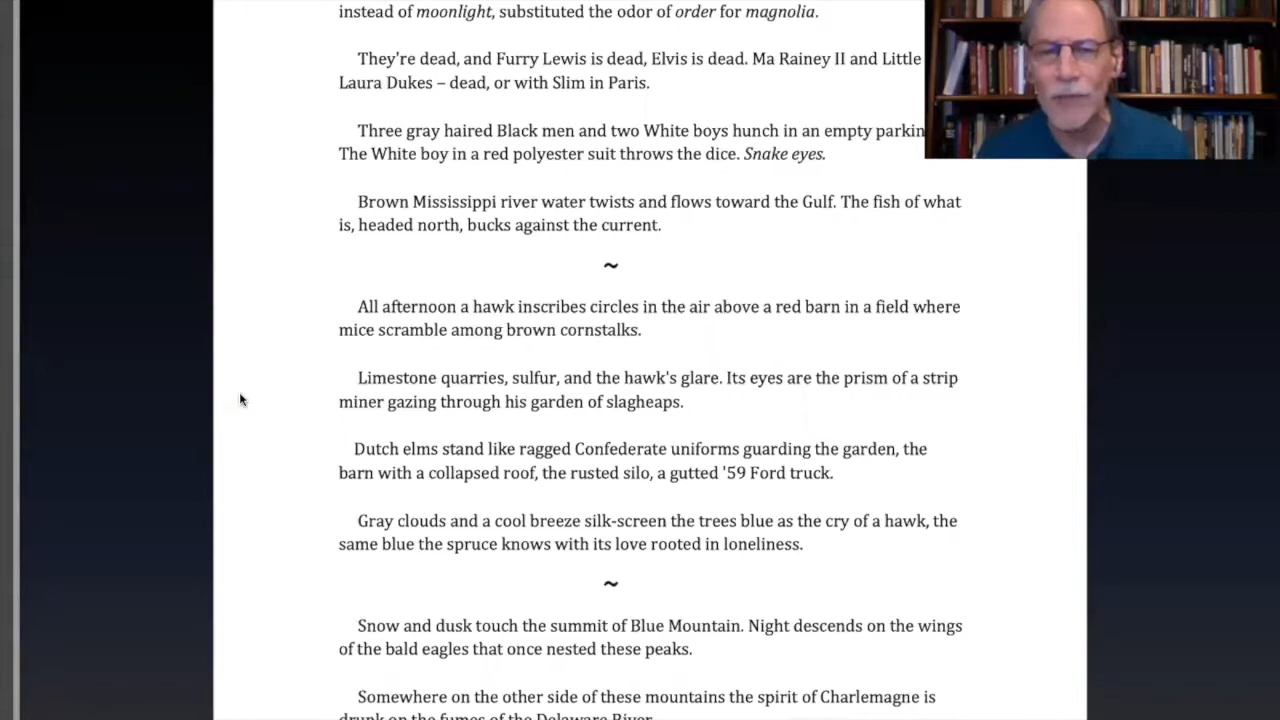 instead of moonlight, substituted the odor of order for magnolia.
They're dead, and Furry Lewis is dead, Elvis is dead. Ma Rainey II and Little
Laura Dukes – dead, or with Slim in Paris.
Three gray haired Black men and two White boys hunch in an empty parkin
The White boy in a red polyester suit throws the dice. Snake eyes.
Brown Mississippi river water twists and flows toward the Gulf. The fish of what
is, headed north, bucks against the current.
~
All afternoon a hawk inscribes circles in the air above a red barn in a field where
mice scramble among brown cornstalks.
Limestone quarries, sulfur, and the hawk's glare. Its eyes are the prism of a strip
miner gazing through his garden of slagheaps.
Dutch elms stand like ragged Confederate uniforms guarding the garden, the
barn with a collapsed roof, the rusted silo, a gutted '59 Ford truck.
Gray clouds and a cool breeze silk-screen the trees blue as the cry of a hawk, the
same blue the spruce knows with its love rooted in loneliness.
~
Snow and dusk touch the summit of Blue Mountain. Night descends on the wings
of the bald eagles that once nested these peaks.
Somewhere on the other side of these mountains the spirit of Charlemagne is
drunk on the fumes of the Delaware River.